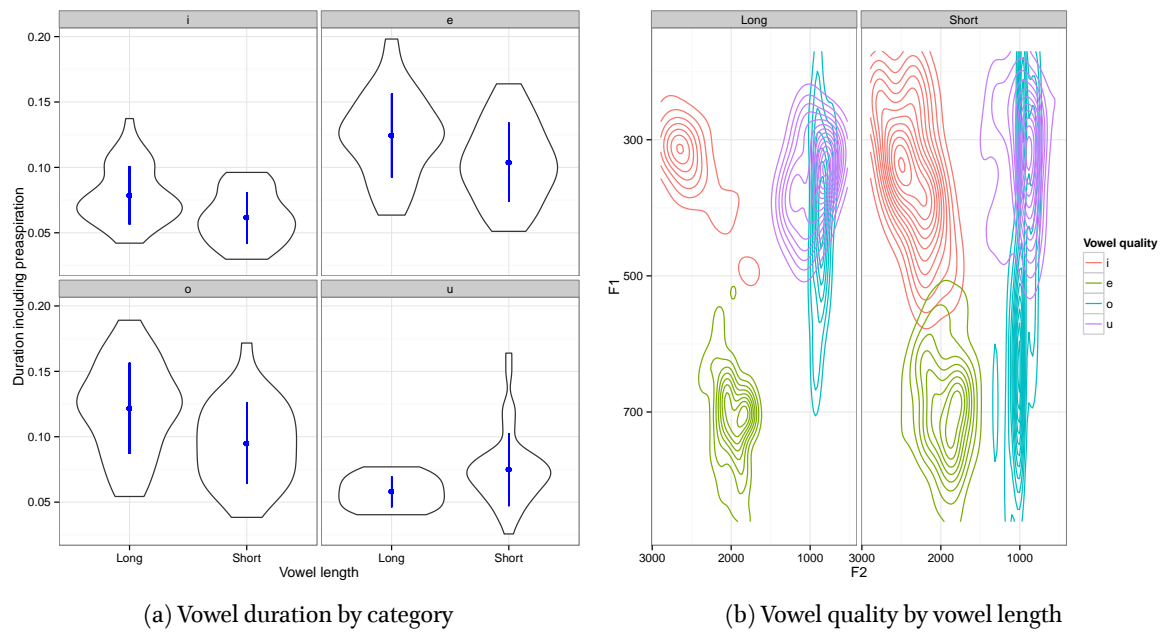 i e
0.20
0.15
0.10
0.05
o u
0.20
0.15
0.10
0.05
Duration including preaspiration
Long Short Long Short
Vowel length
(a) Vowel duration by category
Long Short
300
500
700
F1
3000 2000 1000 3000 2000 1000
F2
Vowel quality
i
e
o
u
(b) Vowel quality by vowel length